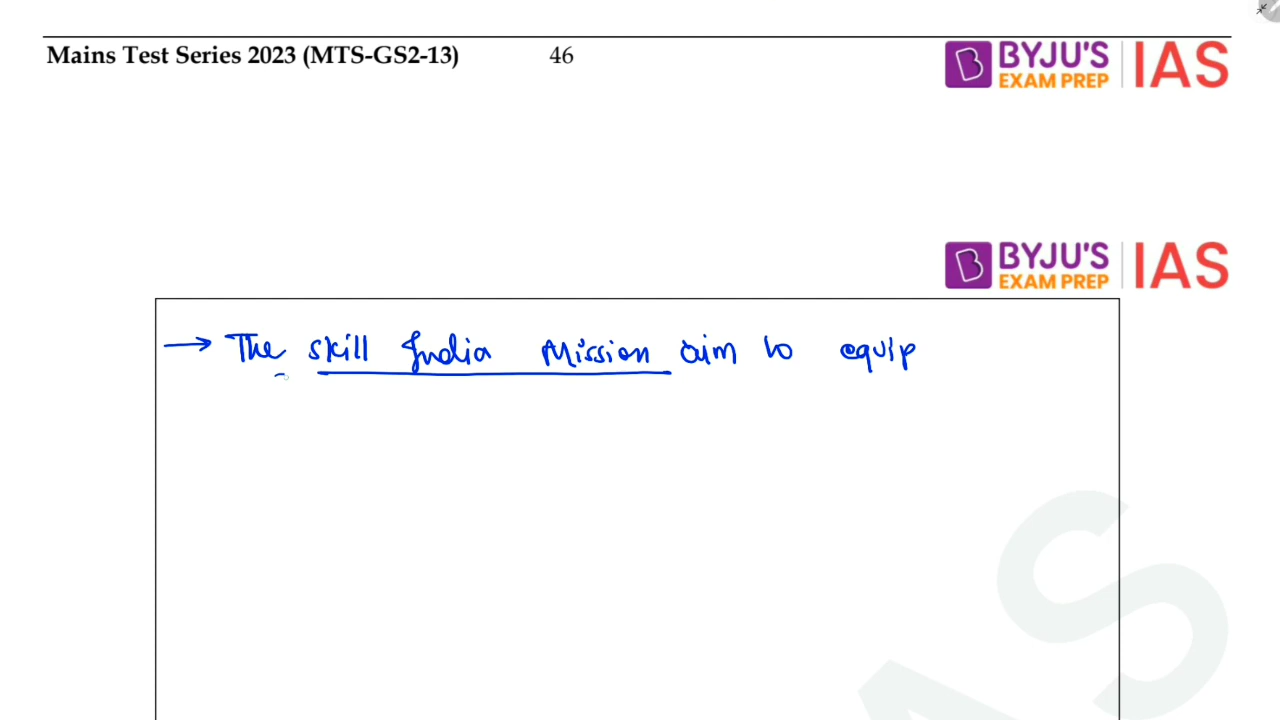 Mains Test Series 2023 (MTS-GS2-13) 46
BYJU'S IAS
EXAM PREP
BYJU'S IAS
EXAM PREP
→ The skill India Mission aim to equip
AS